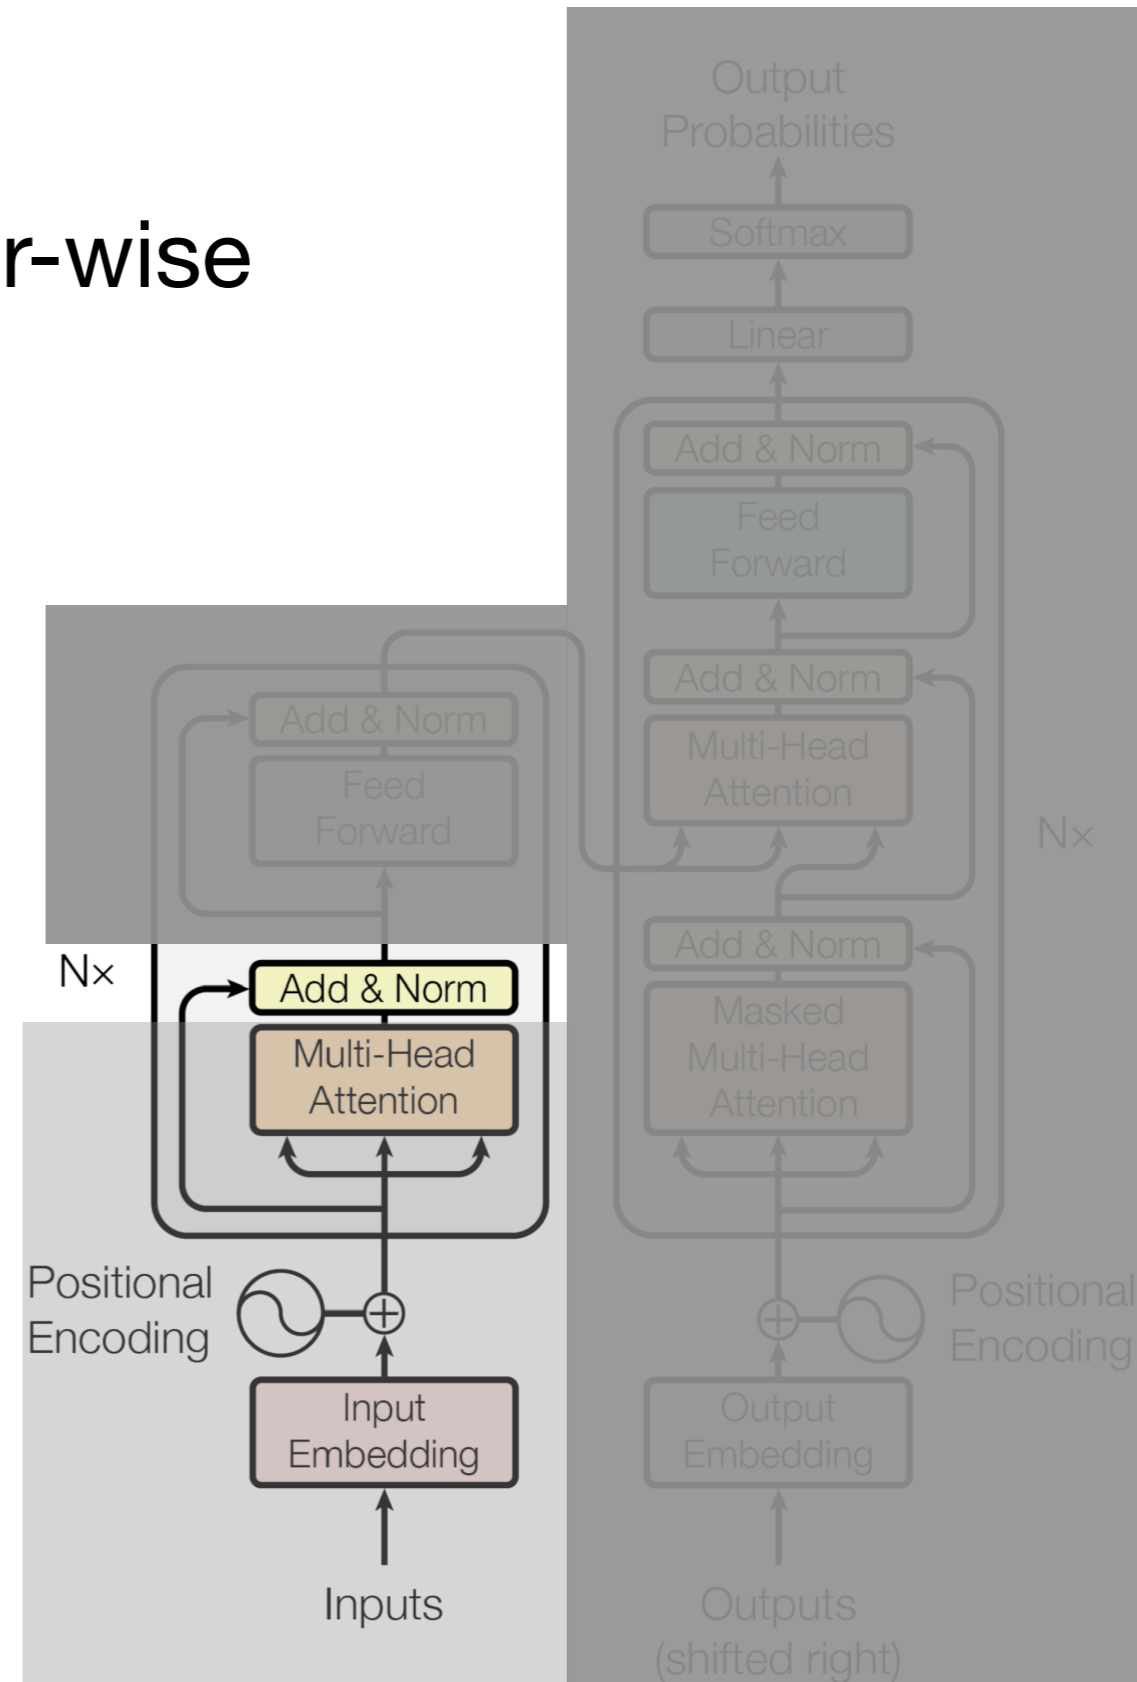 r-wise
Output
Probabilities
Softmax
Linear
Add & Norm
Feed
Forward
Add & Norm
Multi-Head
Attention
Nx
Add & Norm
Masked
Multi-Head
Attention
Positional
Encoding
Output
Embedding
Outputs
(shifted right)
Add & Norm
Feed
Forward
N×
Add & Norm
Multi-Head
Attention
Positional
Encoding
Input
Embedding
Inputs